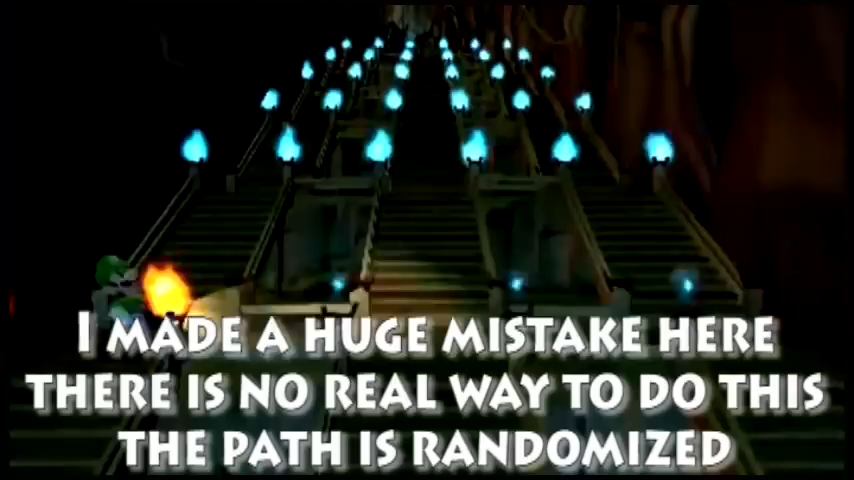 I MADE A HUGE MISTAKE HERE
THERE IS NO REAL WAY TO DO THIS
THE PATH IS RANDOMIZED